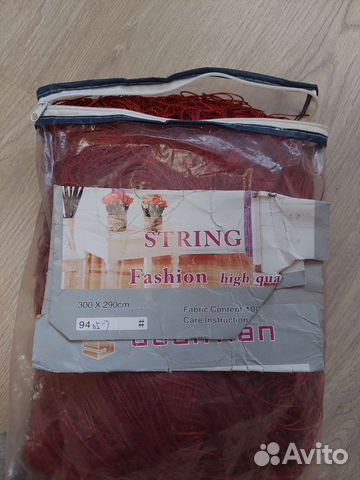 STRING
Fashion high qua
300 X 290cm
94
##
Fabric Content 100
Care Instruction
Avito